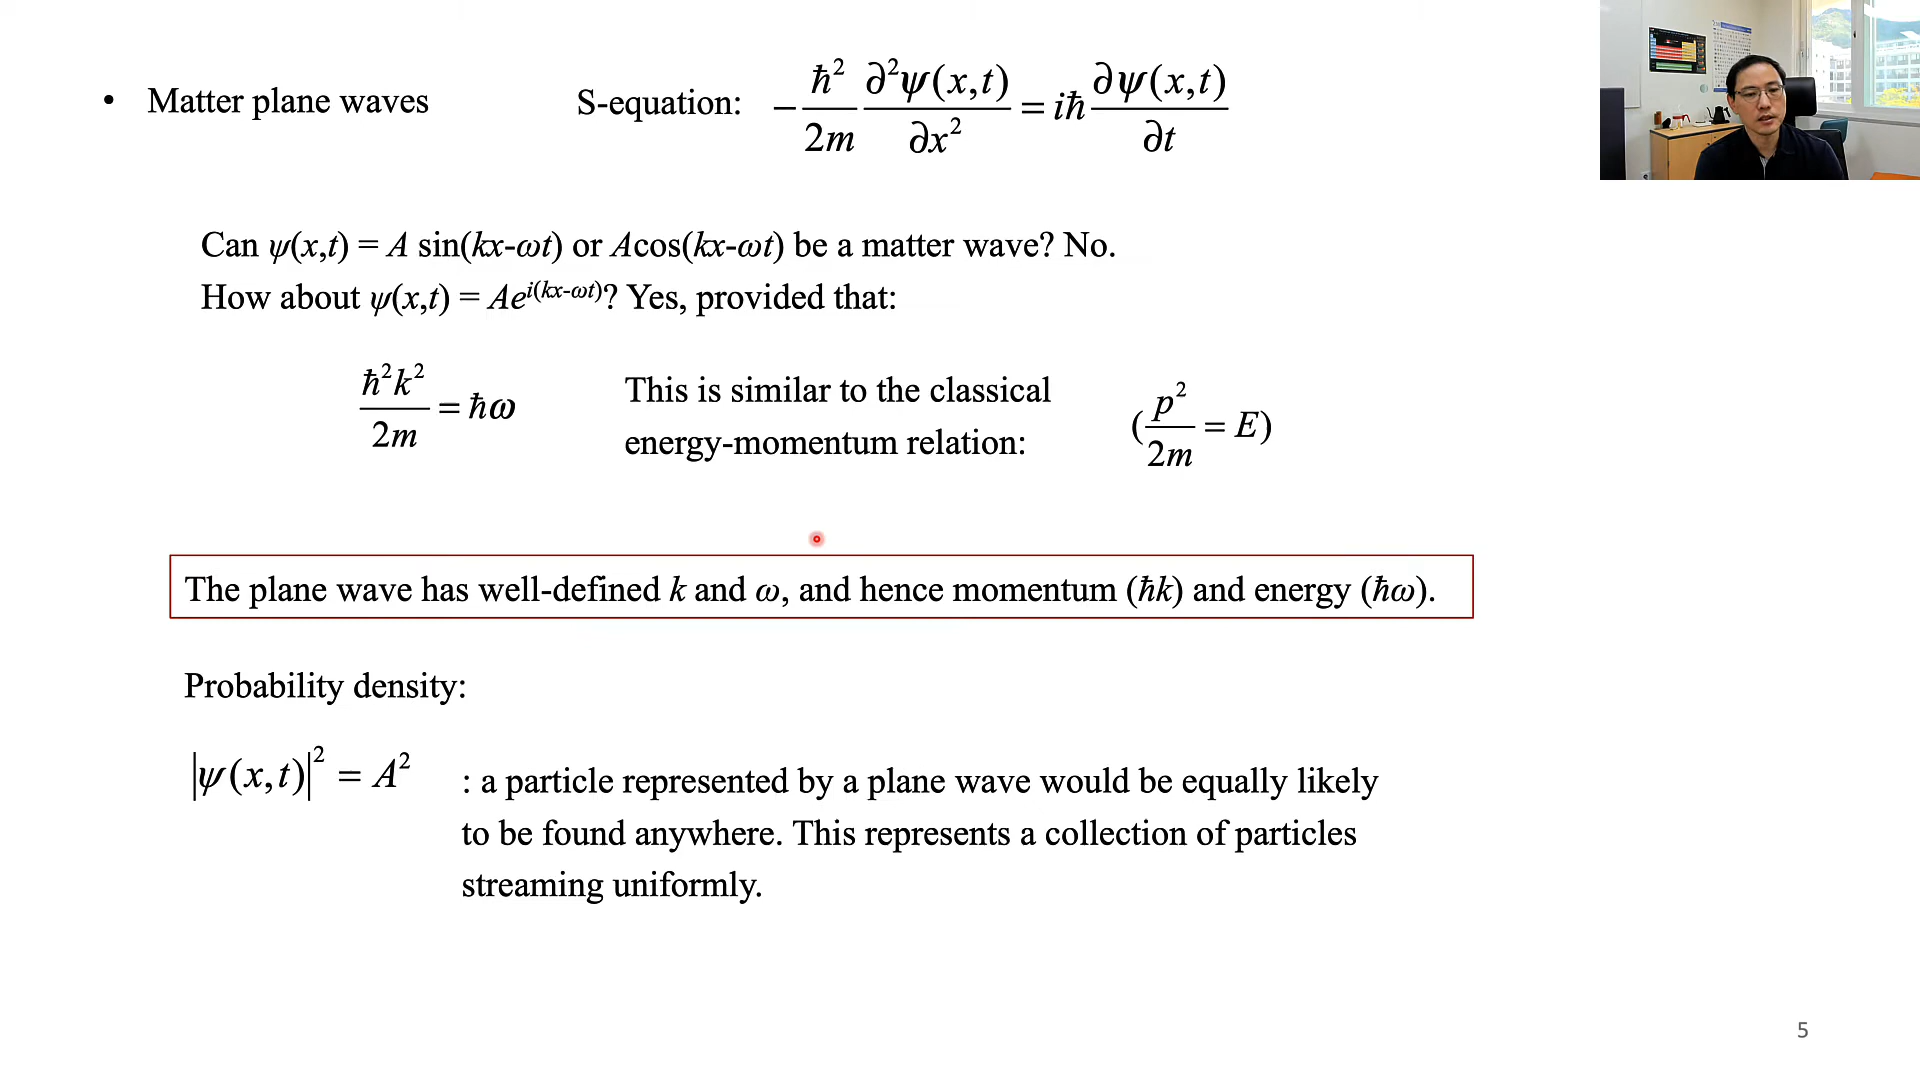 • Matter plane waves S-equation: −ħ²/2m ∂²ψ(x,t)/∂x² = iħ ∂ψ(x,t)/∂t
Can ψ(x,t) = A sin(kx-ωt) or Acos(kx-ωt) be a matter wave? No.
How about ψ(x,t) = Ae^i(kx-ωt)? Yes, provided that:
ħ²k²/2m = ħω
This is similar to the classical
energy-momentum relation:
(p²/2m = E)
The plane wave has well-defined k and ω, and hence momentum (ħk) and energy (ħω).
Probability density:
|ψ(x,t)|² = A²
: a particle represented by a plane wave would be equally likely
to be found anywhere. This represents a collection of particles
streaming uniformly.
5